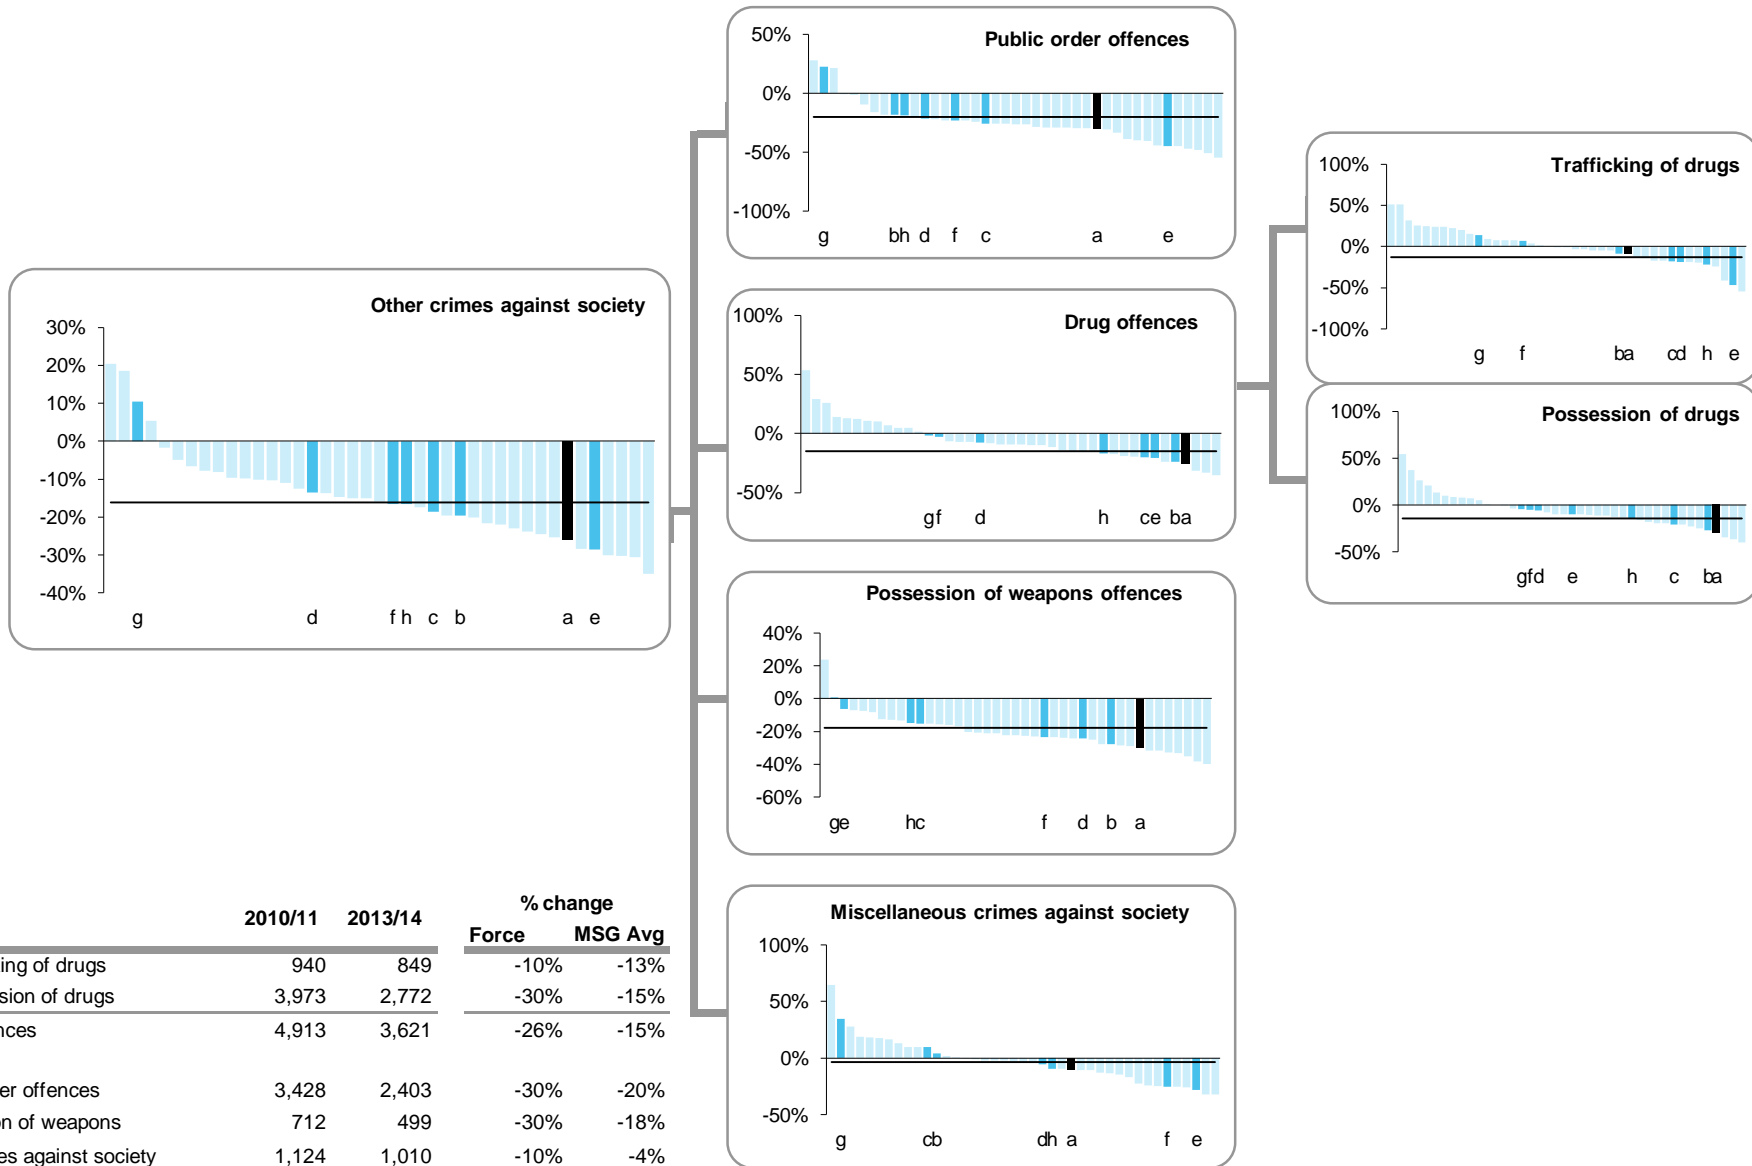 Public order offences
50%
0%
-50%
-100%
g bh d f c a e
Trafficking of drugs
100%
50%
0%
-50%
-100%
g f ba cd h e
Other crimes against society
30%
20%
10%
0%
-10%
-20%
-30%
-40%
g d f h c b a e
Drug offences
100%
50%
0%
-50%
gf d h ce ba
Possession of drugs
100%
50%
0%
-50%
gfd e h c ba
Possession of weapons offences
40%
20%
0%
-20%
-40%
-60%
ge hc f d b a
Miscellaneous crimes against society
100%
50%
0%
-50%
g cb dh a f e
2010/11 2013/14 % change
Force MSG Avg
ing of drugs 940 849 -10% -13%
sion of drugs 3,973 2,772 -30% -15%
nces 4,913 3,621 -26% -15%
er offences 3,428 2,403 -30% -20%
on of weapons 712 499 -30% -18%
es against society 1,124 1,010 -10% -4%